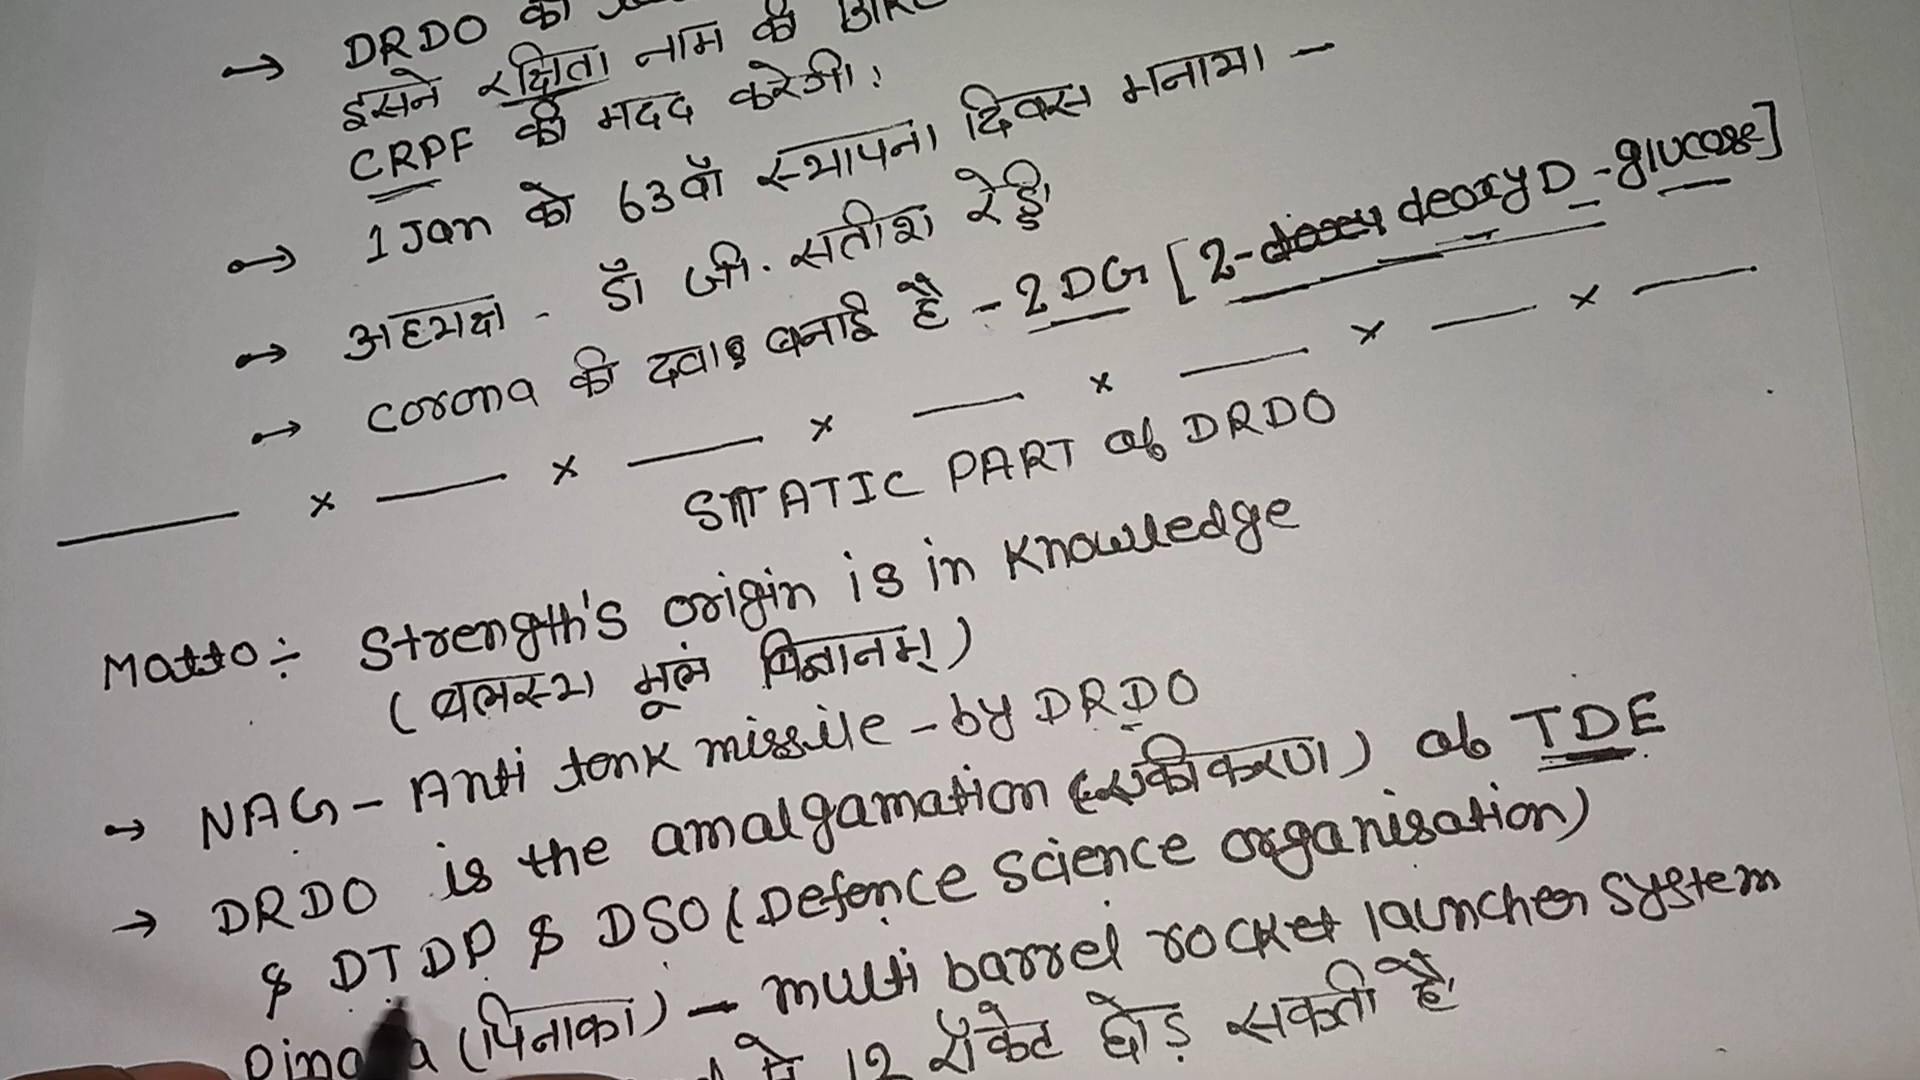 → DRDO की
इसने रक्षिता नाम की
CRPF की मदद करेगी।
→ 1 Jan को 63वाँ स्थापना दिवस मनाया। –
→ अध्यक्ष - डॉ जी. सतीश रेड्डी
→ corona की दवाई बनाई है - 2DG [2-deoxy D-glucose]
STATIC PART of DRDO
Motto :- Strength's origin is in Knowledge
(बलस्य मूलं विज्ञानम्)
→ NAG - Anti tank missile - by DRDO
→ DRDO is the amalgamation (एकीकरण) of TDE
& DTDP & DSO (Defence science organisation)
(पिनाका) - multi barrel rocket launcher system
में 12 रॉकेट छोड़ सकती है